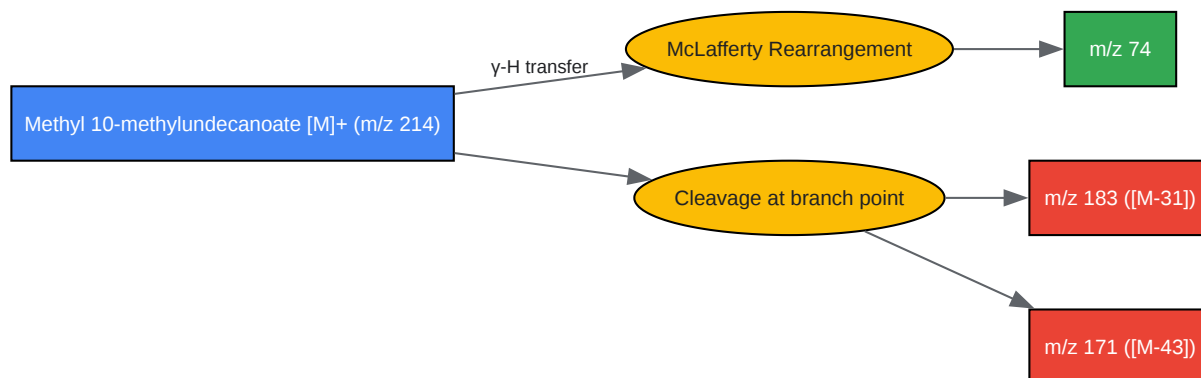 γ-H transfer
McLafferty Rearrangement
m/z 74
Methyl 10-methylundecanoate [M]+ (m/z 214)
Cleavage at branch point
m/z 183 ([M-31])
m/z 171 ([M-43])